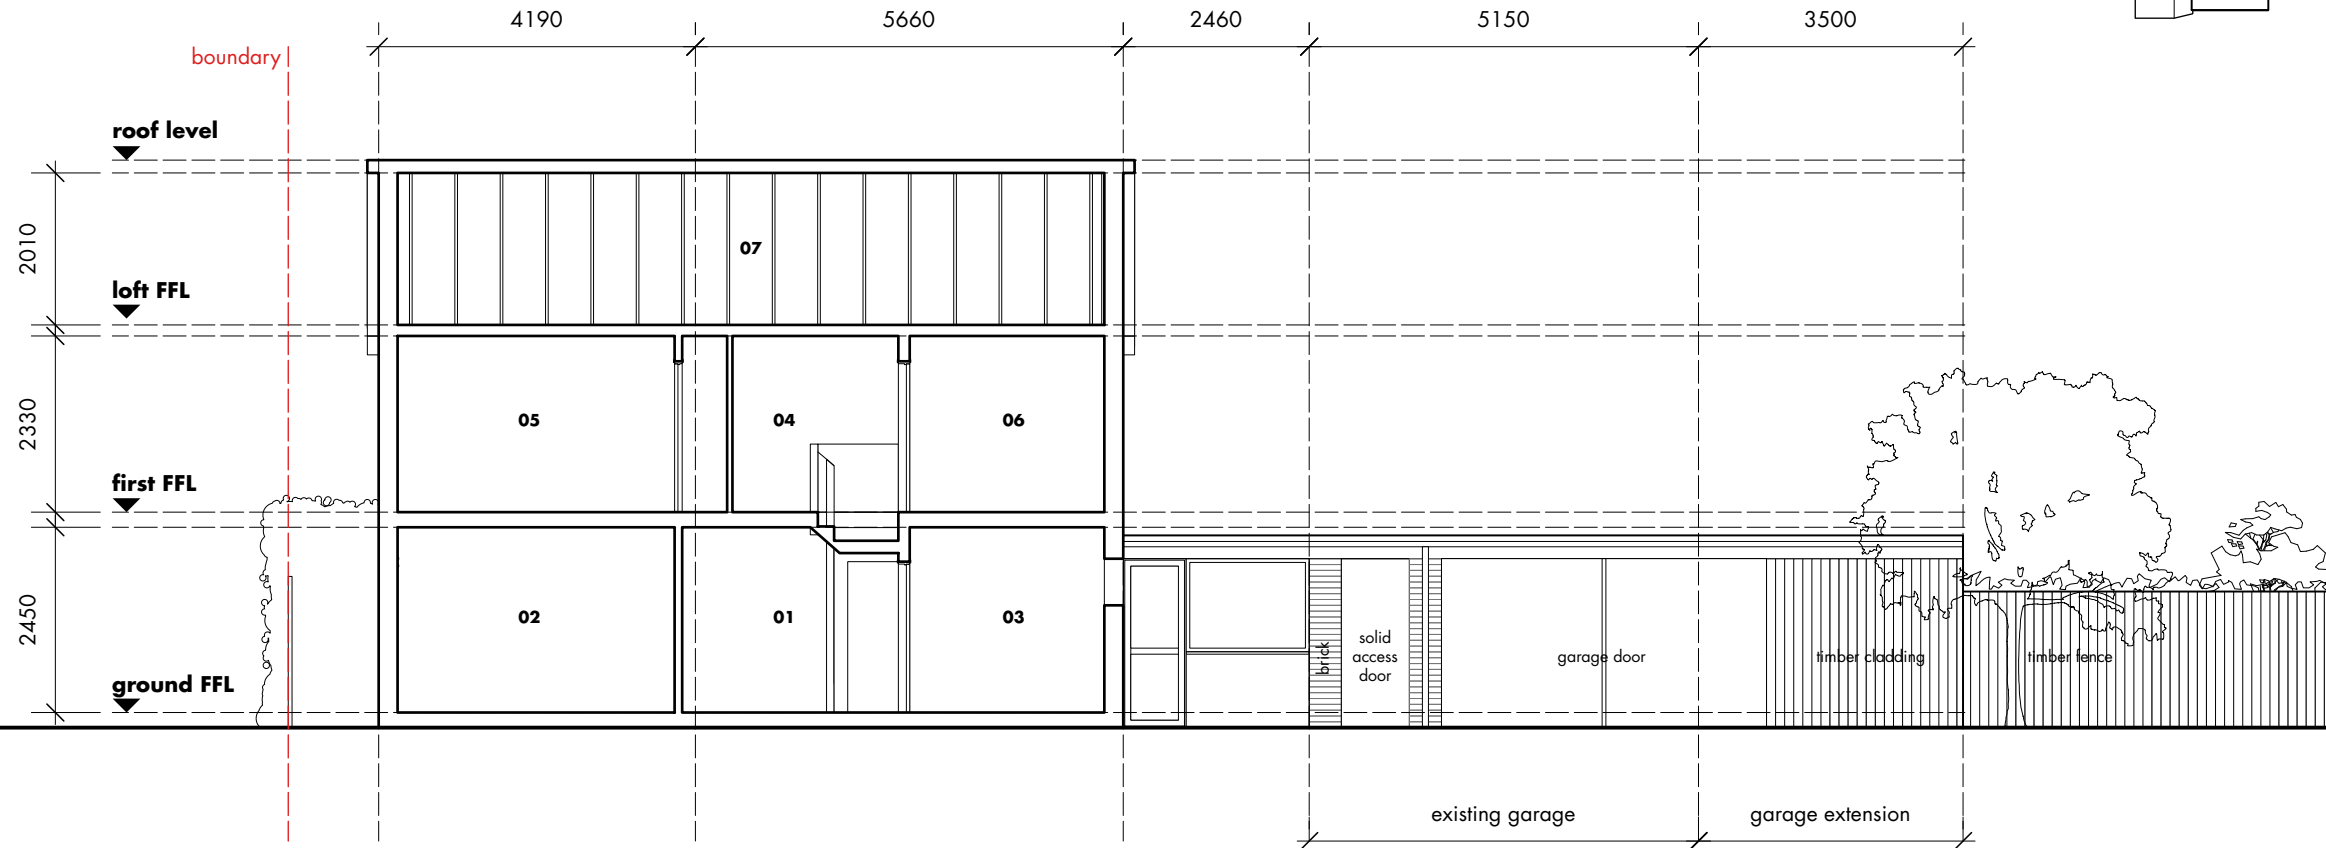 4190
5660
2460
5150
3500
boundary
roof level
2010
07
loft FFL
2330
05
04
06
first FFL
2450
02
01
03
brick
solid
access
door
garage door
timber cladding
timber fence
ground FFL
existing garage
garage extension